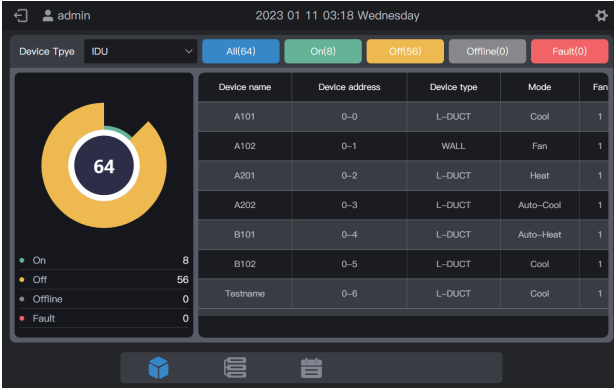 admin 2023 01 11 03:18 Wednesday
Device Tpye IDU All(64) On(8) Off(56) Offline(0) Fault(0)
64
On 8
Off 56
Offline 0
Fault 0
Device name Device address Device type Mode Fan
A101 0-0 L-DUCT Cool 1
A102 0-1 WALL Fan 1
A201 0-2 L-DUCT Heat 1
A202 0-3 L-DUCT Auto-Cool 1
B101 0-4 L-DUCT Auto-Heat 1
B102 0-5 L-DUCT Cool 1
Testname 0-6 L-DUCT Cool 1